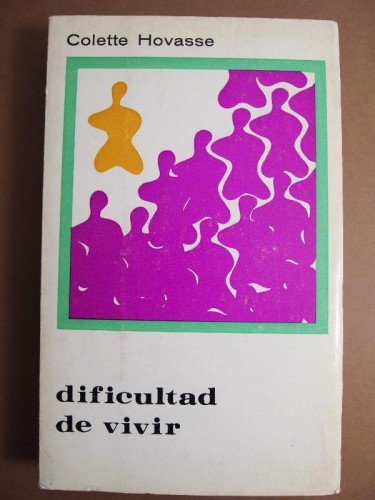 Colette Hovasse
dificultad
de vivir